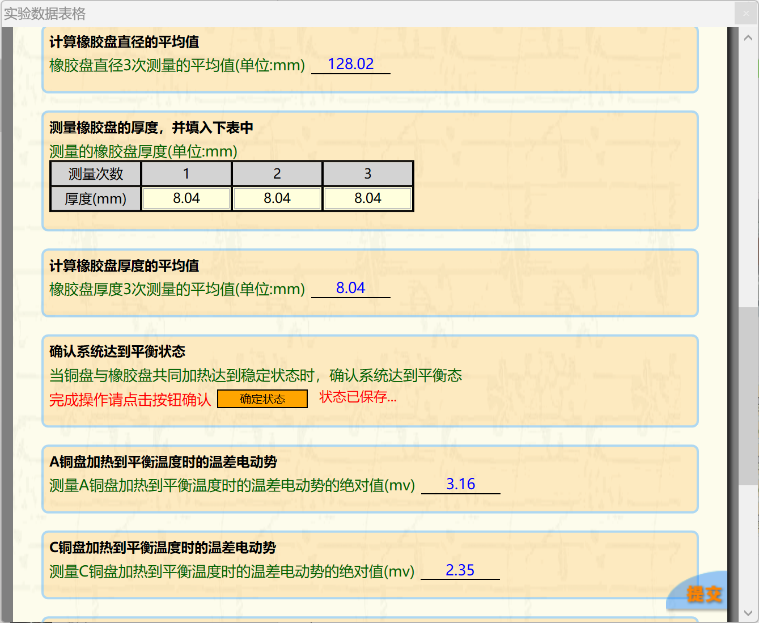 实验数据表格
计算橡胶盘直径的平均值
橡胶盘直径3次测量的平均值(单位:mm) 128.02
测量橡胶盘的厚度，并填入下表中
测量的橡胶盘厚度(单位:mm)
测量次数 1 2 3
厚度(mm) 8.04 8.04 8.04
计算橡胶盘厚度的平均值
橡胶盘厚度3次测量的平均值(单位:mm) 8.04
确认系统达到平衡状态
当铜盘与橡胶盘共同加热达到稳定状态时，确认系统达到平衡态
完成操作请点击按钮确认 确定状态 状态已保存...
A铜盘加热到平衡温度时的温差电动势
测量A铜盘加热到平衡温度时的温差电动势的绝对值(mv) 3.16
C铜盘加热到平衡温度时的温差电动势
测量C铜盘加热到平衡温度时的温差电动势的绝对值(mv) 2.35
提交